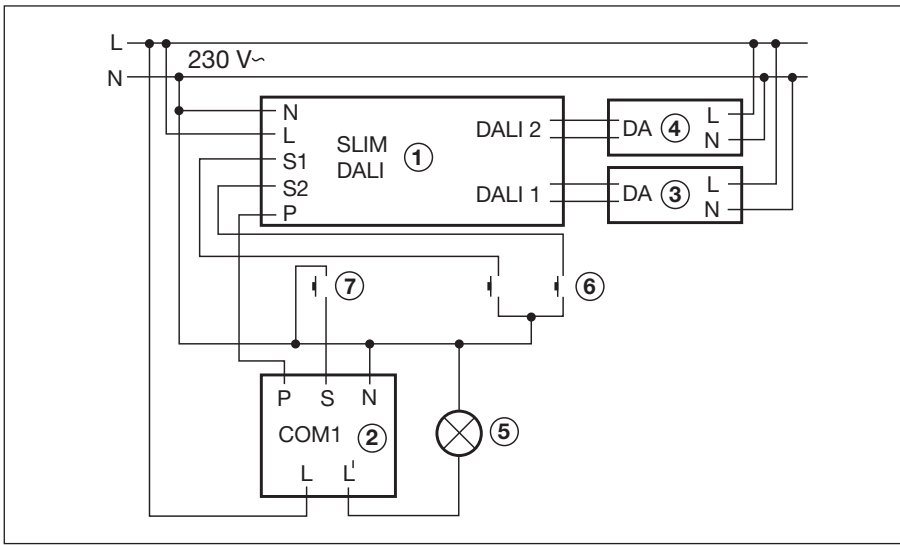 L
230 V~
N
N
L
S1
S2
P
SLIM
DALI
1
DALI 2
DALI 1
DA 4
L
N
DA 3
L
N
7
6
P S N
COM1 2
L L'
5